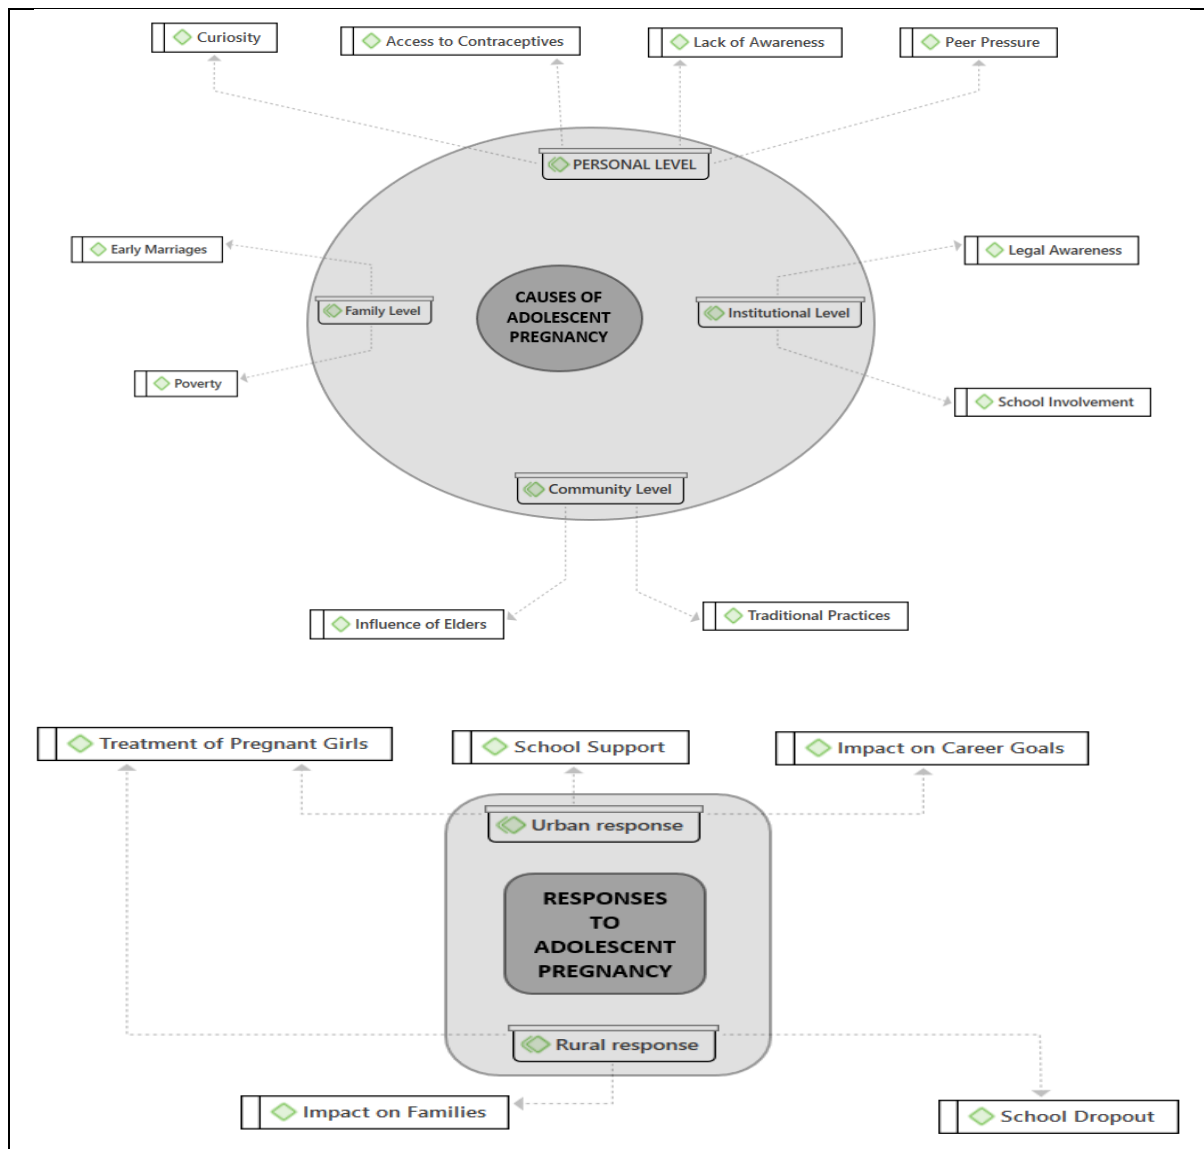 Curiosity
Access to Contraceptives
Lack of Awareness
Peer Pressure
PERSONAL LEVEL
Early Marriages
Legal Awareness
Family Level
CAUSES OF
ADOLESCENT
PREGNANCY
Institutional Level
Poverty
School Involvement
Community Level
Influence of Elders
Traditional Practices
Treatment of Pregnant Girls
School Support
Impact on Career Goals
Urban response
RESPONSES
TO
ADOLESCENT
PREGNANCY
Rural response
Impact on Families
School Dropout